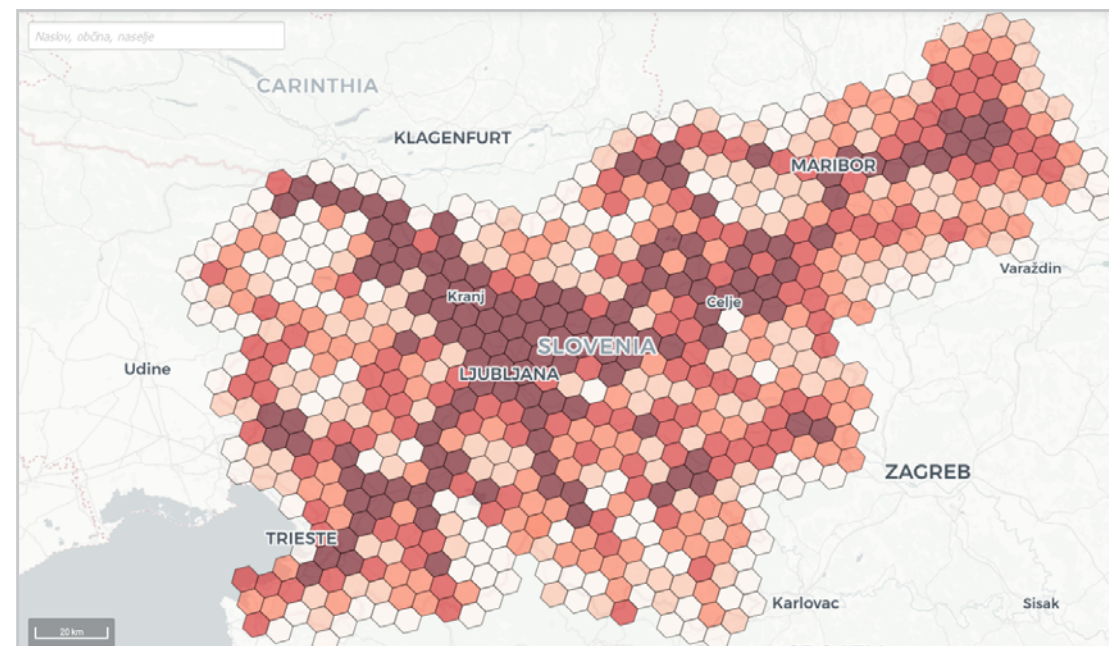 Naslov, občina, naselje
CARINTHIA
KLAGENFURT
MARIBOR
Varaždin
Kranj
Celje
SLOVENIA
Udine
LJUBLJANA
ZAGREB
TRIESTE
Karlovac
Sisak
20 km